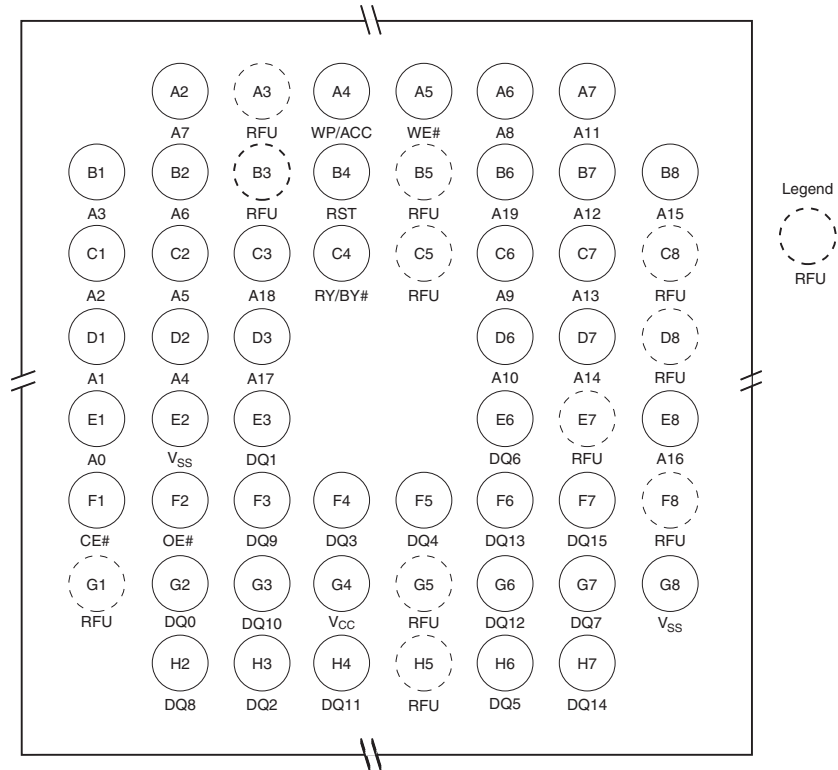 A2 A3 A4 A5 A6 A7
A7 RFU WP/ACC WE# A8 A11
B1 B2 B3 B4 B5 B6 B7 B8
A3 A6 RFU RST RFU A19 A12 A15
Legend
RFU
C1 C2 C3 C4 C5 C6 C7 C8
A2 A5 A18 RY/BY# RFU A9 A13 RFU
D1 D2 D3 D6 D7 D8
A1 A4 A17 A10 A14 RFU
E1 E2 E3 E6 E7 E8
A0 VSS DQ1 DQ6 RFU A16
F1 F2 F3 F4 F5 F6 F7 F8
CE# OE# DQ9 DQ3 DQ4 DQ13 DQ15 RFU
G1 G2 G3 G4 G5 G6 G7 G8
RFU DQ0 DQ10 VCC RFU DQ12 DQ7 VSS
H2 H3 H4 H5 H6 H7
DQ8 DQ2 DQ11 RFU DQ5 DQ14